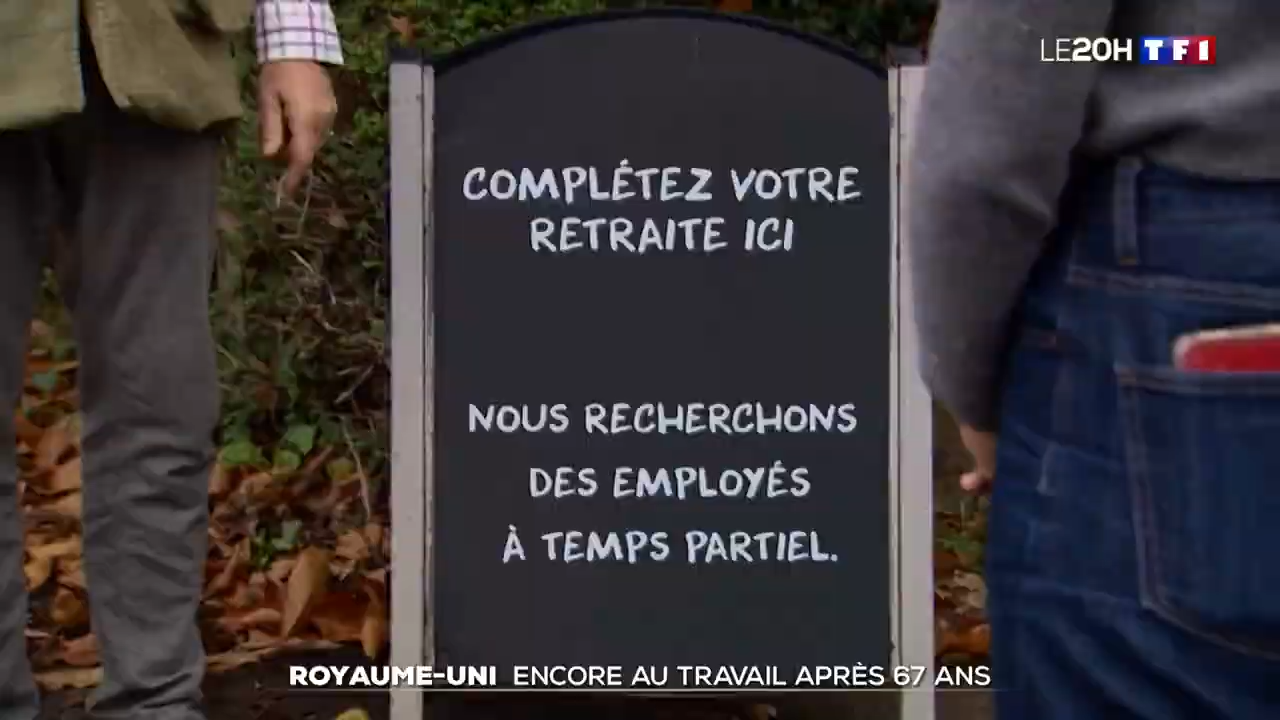 LE20H TF1
COMPLÉTEZ VOTRE
RETRAITE ICI
NOUS RECHERCHONS
DES EMPLOYÉS
À TEMPS PARTIEL.
ROYAUME-UNI ENCORE AU TRAVAIL APRÈS 67 ANS